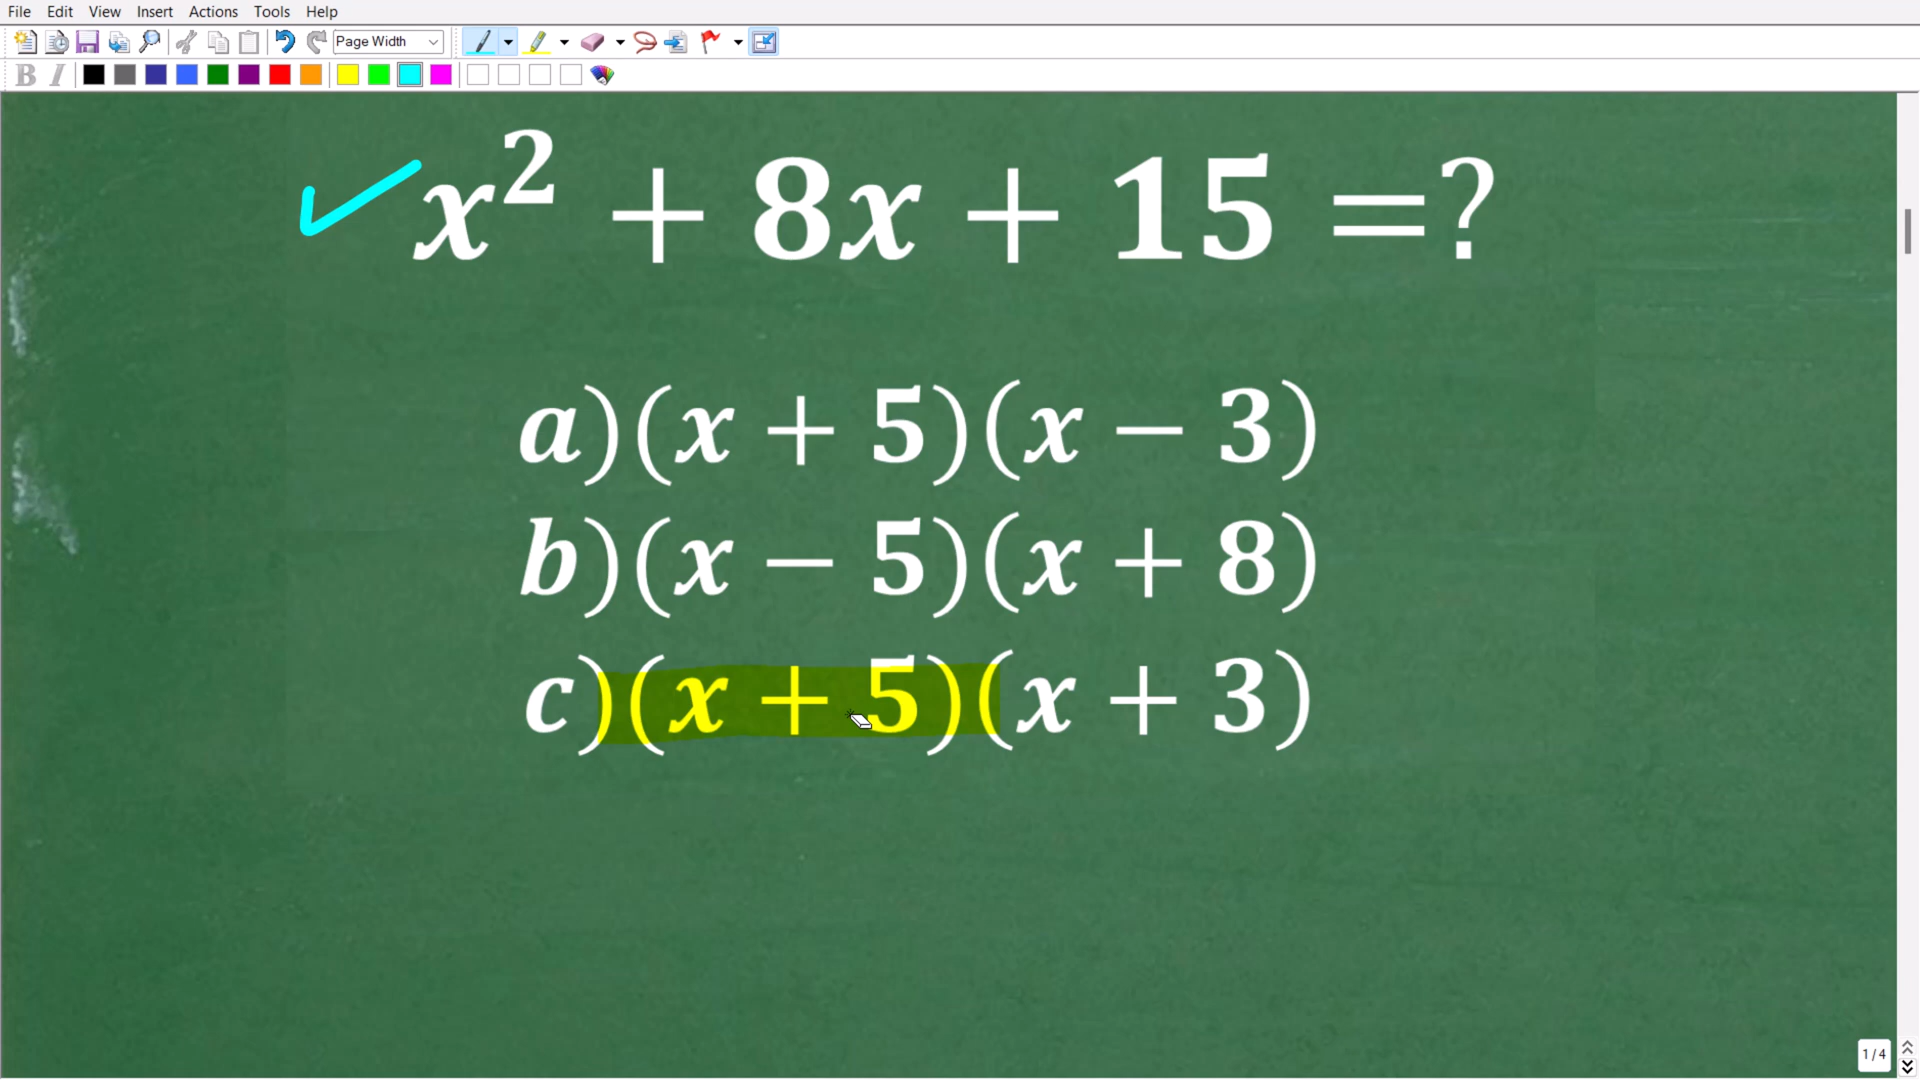 File Edit View Insert Actions Tools Help
Page Width
B I
x² + 8x + 15 =?
a)(x + 5)(x − 3)
b)(x − 5)(x + 8)
c)(x + 5)(x + 3)
1 / 4